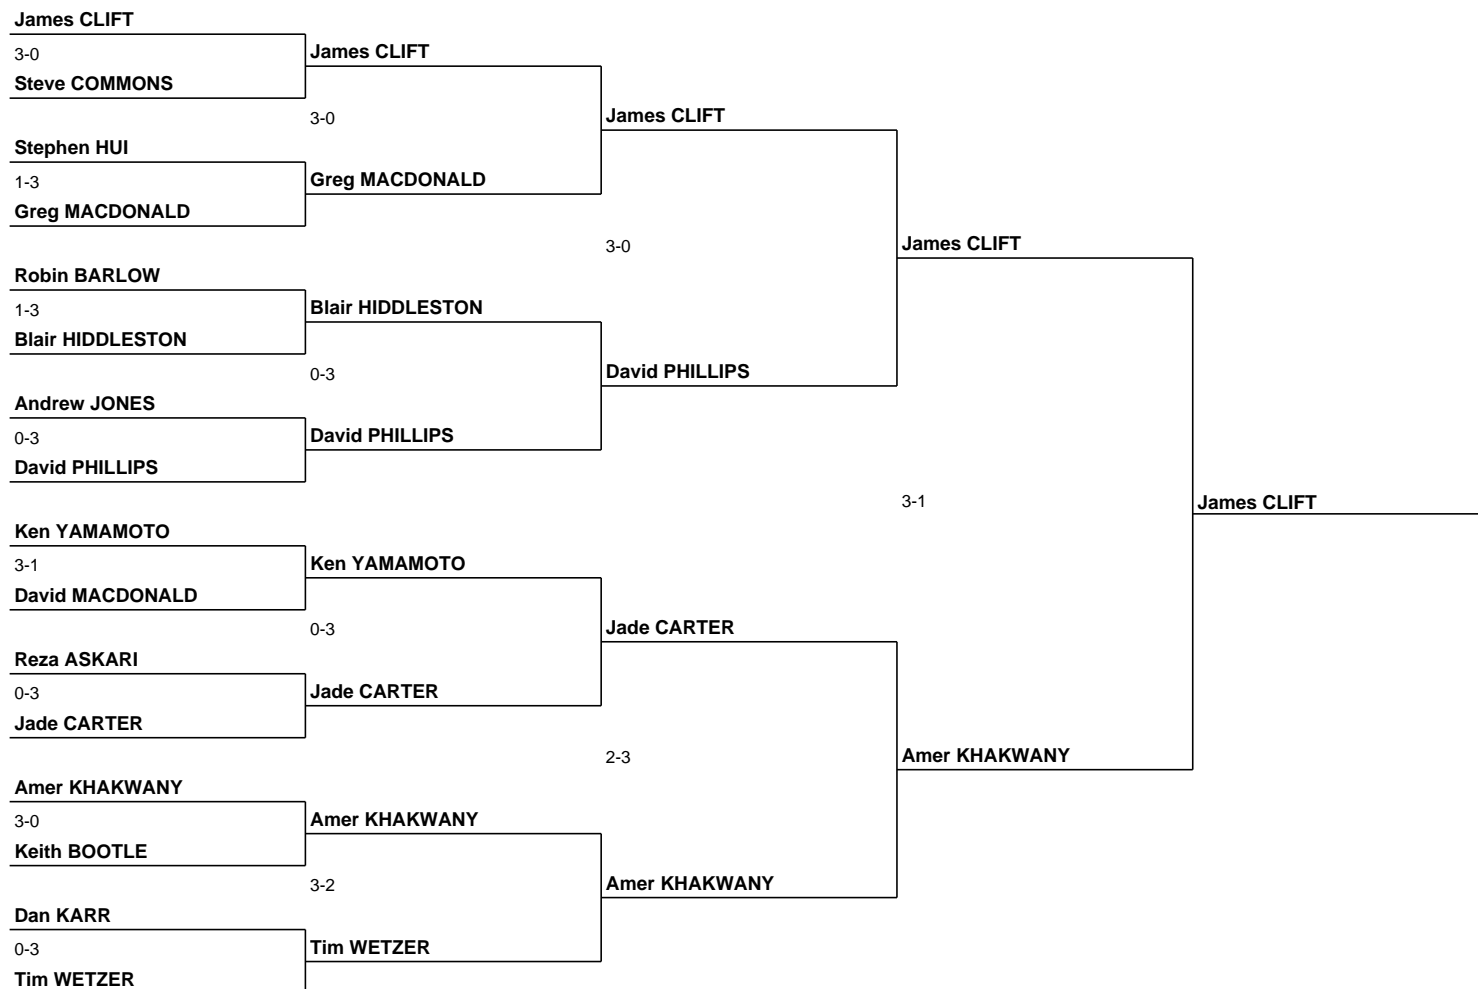 James CLIFT
3-0
Steve COMMONS
Stephen HUI
1-3
Greg MACDONALD
Robin BARLOW
1-3
Blair HIDDLESTON
Andrew JONES
0-3
David PHILLIPS
Ken YAMAMOTO
3-1
David MACDONALD
Reza ASKARI
0-3
Jade CARTER
Amer KHAKWANY
3-0
Keith BOOTLE
Dan KARR
0-3
Tim WETZER
James CLIFT
3-0
Greg MACDONALD
Blair HIDDLESTON
0-3
David PHILLIPS
Ken YAMAMOTO
0-3
Jade CARTER
Amer KHAKWANY
3-2
Tim WETZER
James CLIFT
3-0
David PHILLIPS
Jade CARTER
2-3
Amer KHAKWANY
James CLIFT
3-1
Amer KHAKWANY
James CLIFT